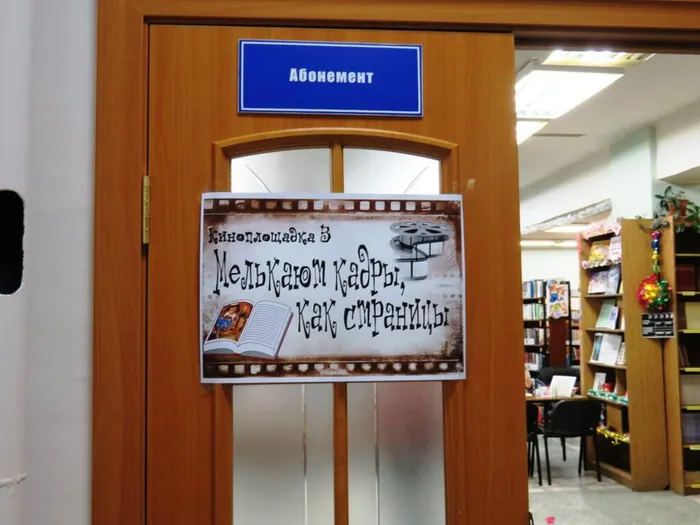 Абонемент
Киноплощадка 3
Мелькают кадры,
как страницы